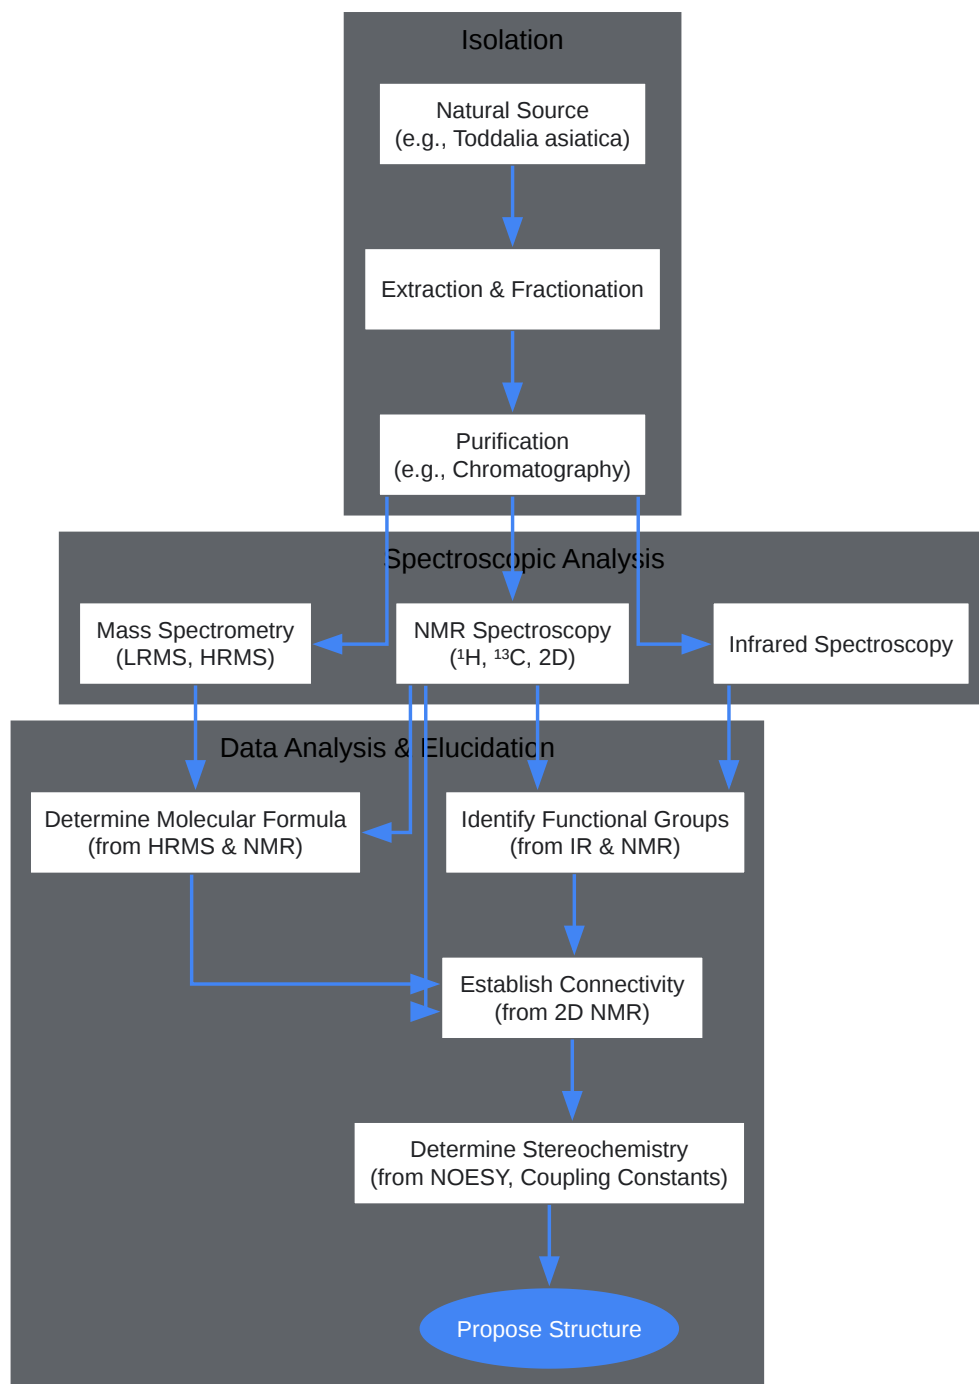 Isolation
Natural Source
(e.g., Toddalia asiatica)
Extraction & Fractionation
Purification
(e.g., Chromatography)
Spectroscopic Analysis
Mass Spectrometry
(LRMS, HRMS)
NMR Spectroscopy
(¹H, ¹³C, 2D)
Infrared Spectroscopy
Data Analysis & Elucidation
Determine Molecular Formula
(from HRMS & NMR)
Identify Functional Groups
(from IR & NMR)
Establish Connectivity
(from 2D NMR)
Determine Stereochemistry
(from NOESY, Coupling Constants)
Propose Structure